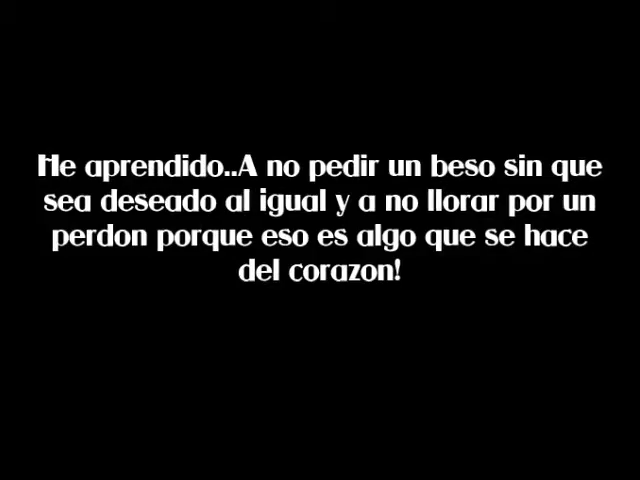 He aprendido..A no pedir un beso sin que
sea deseado al igual y a no llorar por un
perdon porque eso es algo que se hace
del corazon!